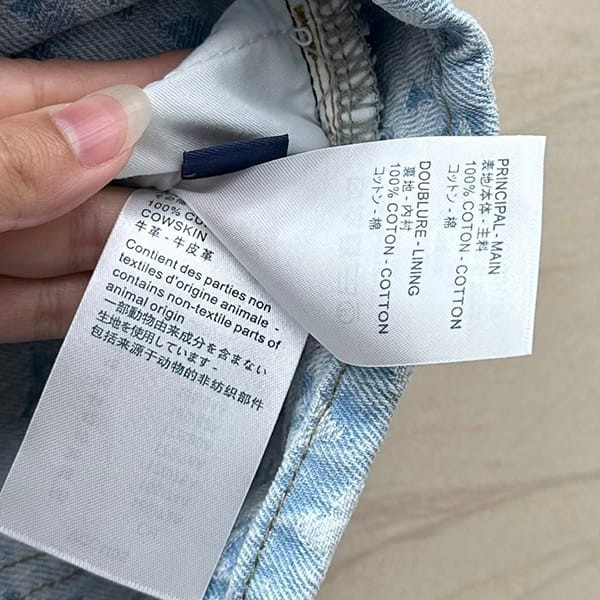 100%
COWSKIN
牛革 - 牛皮革
Contient des parties non
textiles d'origine animale -
contains non-textile parts of
animal origin
一部動物由来成分を含まない
生地を使用しています -
包括来源于动物的非纺织部件
PRINCIPAL - MAIN
表地/本体 - 主料
100% COTON - COTTON
コットン - 棉
DOUBLURE - LINING
裏地 - 内衬
100% COTON - COTTON
コットン - 棉